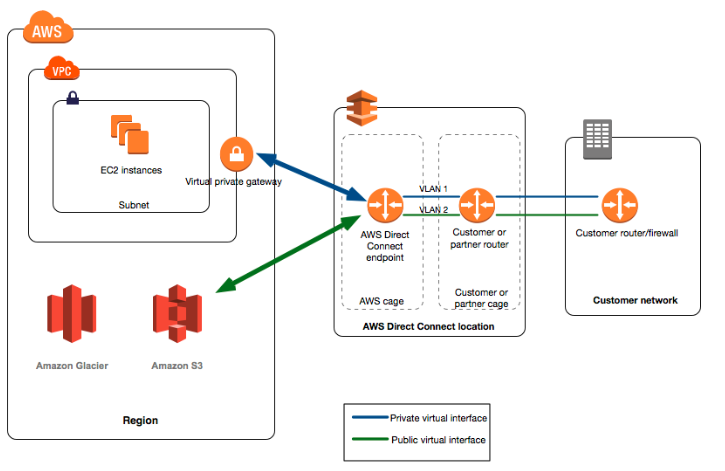 AWS
VPC
EC2 instances
Subnet
Virtual private gateway
Amazon Glacier
Amazon S3
Region
VLAN 1
VLAN 2
AWS Direct
Connect
endpoint
AWS cage
Customer or
partner router
Customer or
partner cage
AWS Direct Connect location
Customer router/firewall
Customer network
Private virtual interface
Public virtual interface